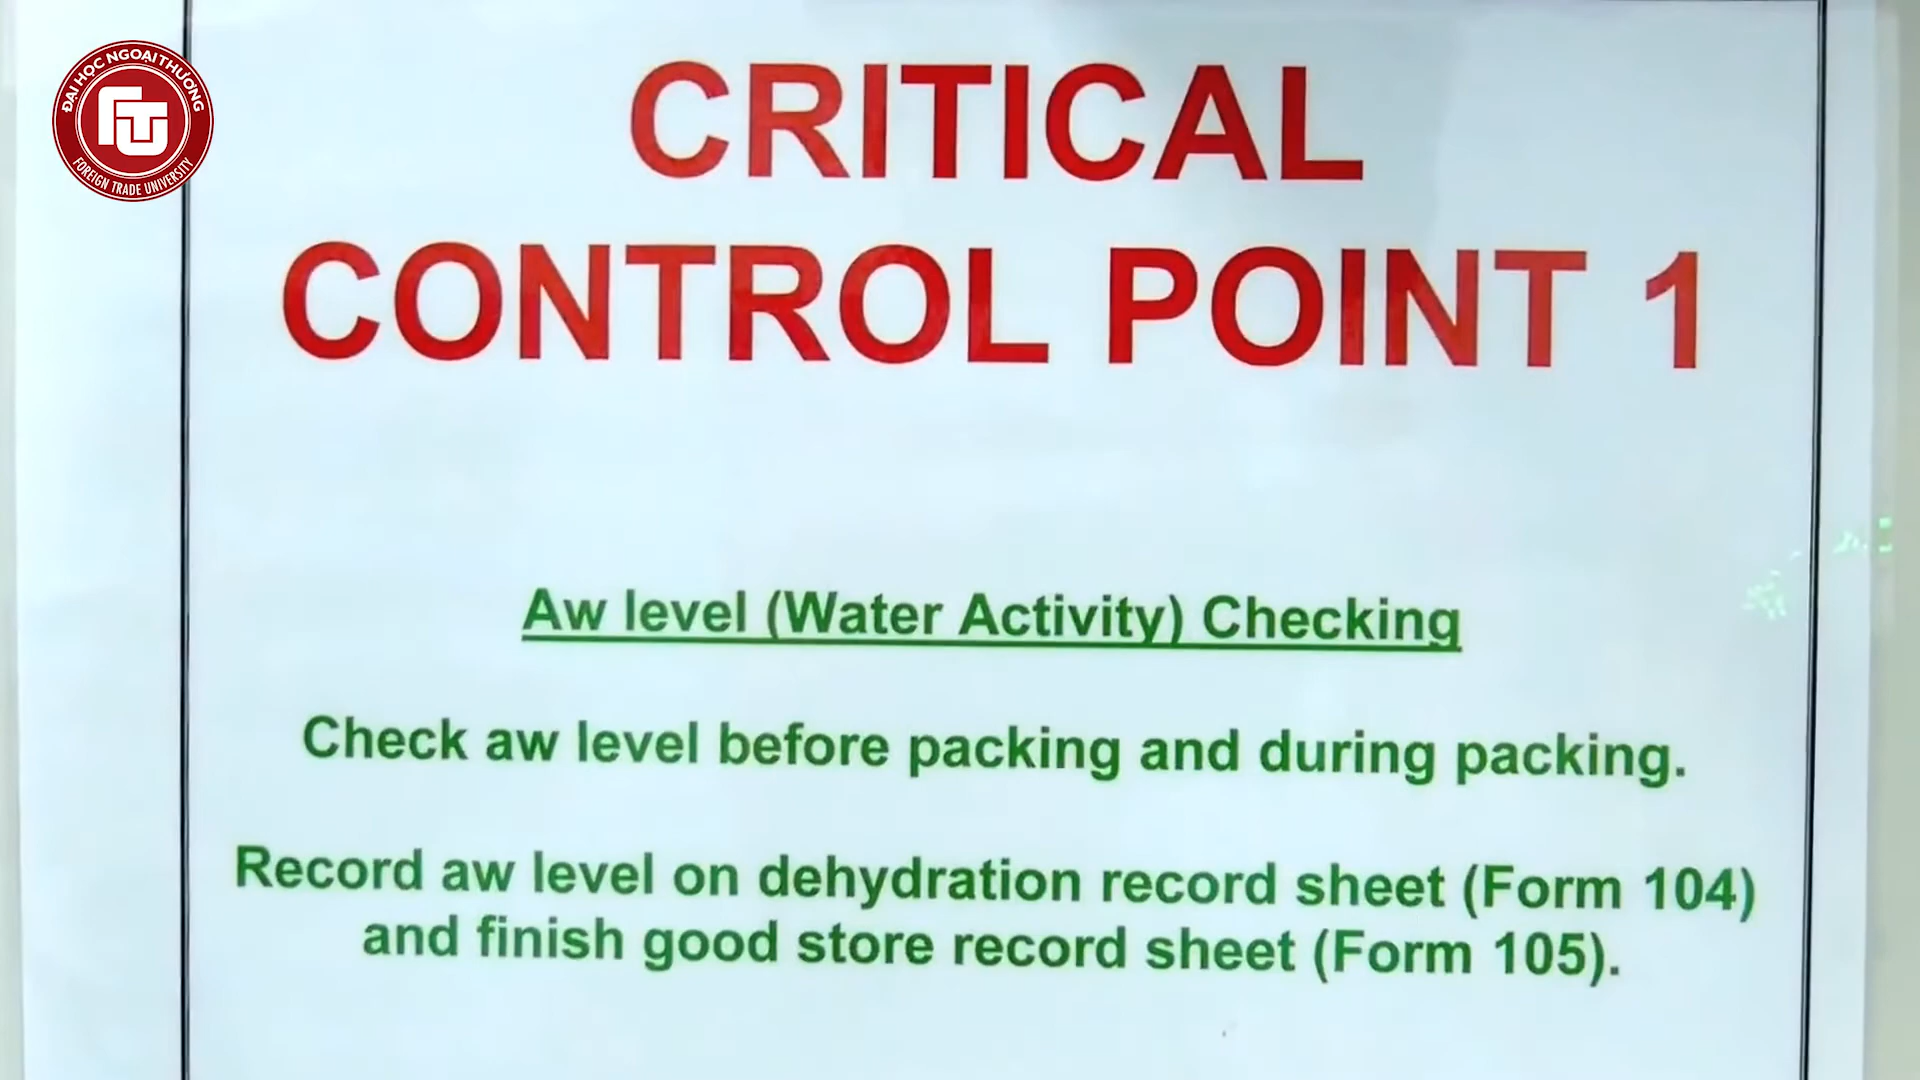 ĐẠI HỌC NGOẠI THƯƠNG
FOREIGN TRADE UNIVERSITY
CRITICAL
CONTROL POINT 1
Aw level (Water Activity) Checking
Check aw level before packing and during packing.
Record aw level on dehydration record sheet (Form 104)
and finish good store record sheet (Form 105).